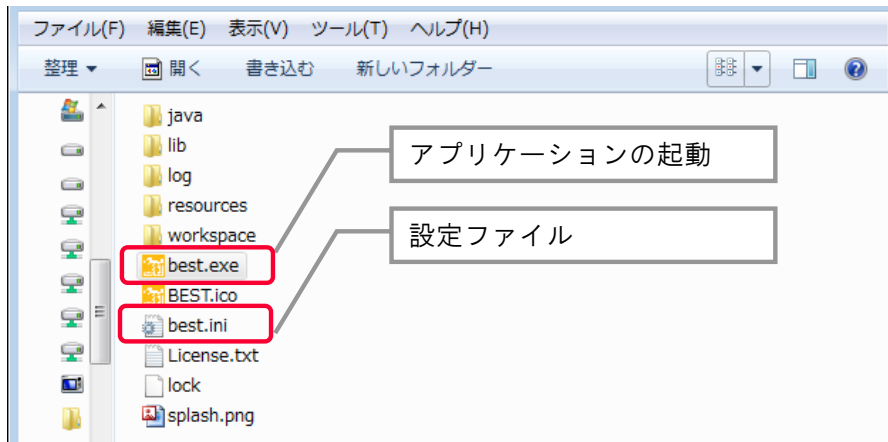 ファイル(F) 編集(E) 表示(V) ツール(T) ヘルプ(H)
整理 開く 書き込む 新しいフォルダー
java
lib
アプリケーションの起動
log
resources
設定ファイル
workspace
best.exe
BEST.ico
best.ini
License.txt
lock
splash.png